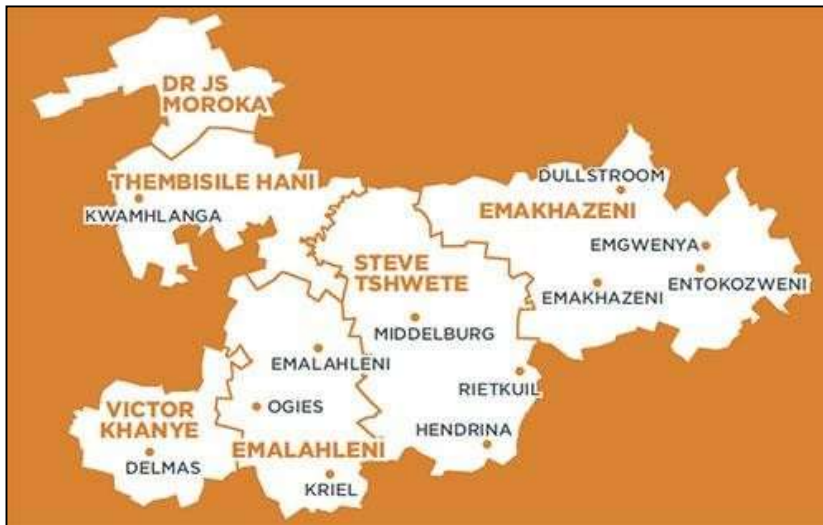 DR JS
MOROKA
THEMBISILE HANI
KWAMHLANGA
DULLSTROOM
EMAKHAZENI
EMGWENYA
ENTOKOZWENI
EMAKHAZENI
STEVE
TSHWETE
MIDDELBURG
EMALAHLENI
RIETKUIL
OGIES
VICTOR
KHANYE
HENDRINA
EMALAHLENI
DELMAS
KRIEL